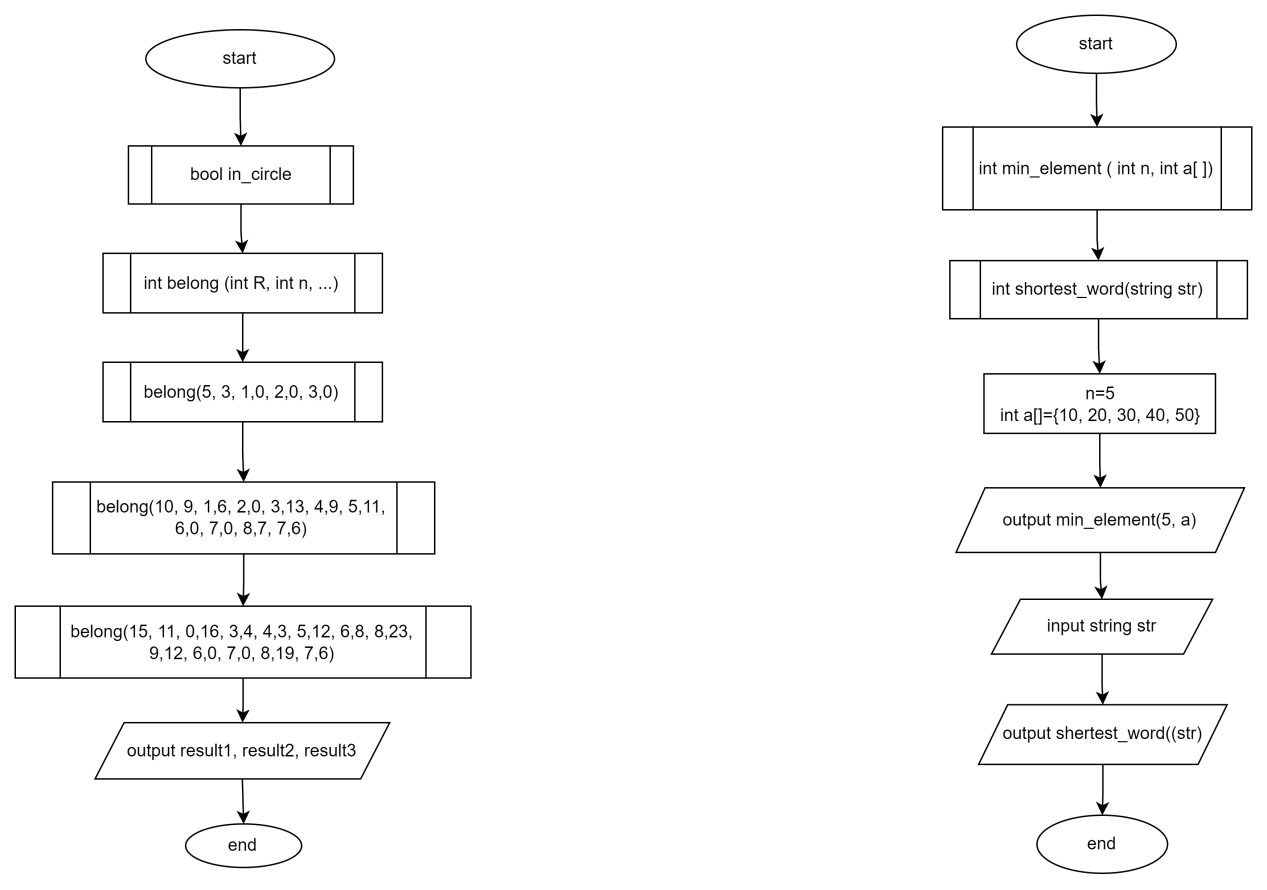 start
bool in_circle
int belong (int R, int n, ...)
belong(5, 3, 1,0, 2,0, 3,0)
belong(10, 9, 1,6, 2,0, 3,13, 4,9, 5,11,
6,0, 7,0, 8,7, 7,6)
belong(15, 11, 0,16, 3,4, 4,3, 5,12, 6,8, 8,23,
9,12, 6,0, 7,0, 8,19, 7,6)
output result1, result2, result3
end
start
int min_element ( int n, int a[ ])
int shortest_word(string str)
n=5
int a[]={10, 20, 30, 40, 50}
output min_element(5, a)
input string str
output shertest_word((str)
end